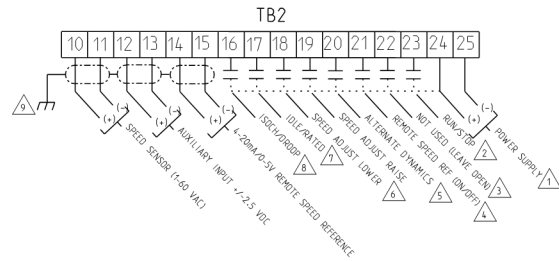 TB2
10 11 12 13 14 15 16 17 18 19 20 21 22 23 24 25
9
(+) (-)
SPEED SENSOR (1-60 VAC)
(+) (-)
AUXILIARY INPUT +/-2.5 VDC
(+) (-)
4-20mA/0-5V REMOTE SPEED REFERENCE
ISOCH/DROOP 8
IDLE/RATED 7
SPEED ADJUST LOWER
SPEED ADJUST RAISE 6
ALTERNATE DYNAMICS 5
REMOTE SPEED REF (ON/OFF) 4
NOT USED (LEAVE OPEN) 3
RUN/STOP 2
(+) (-)
POWER SUPPLY 1